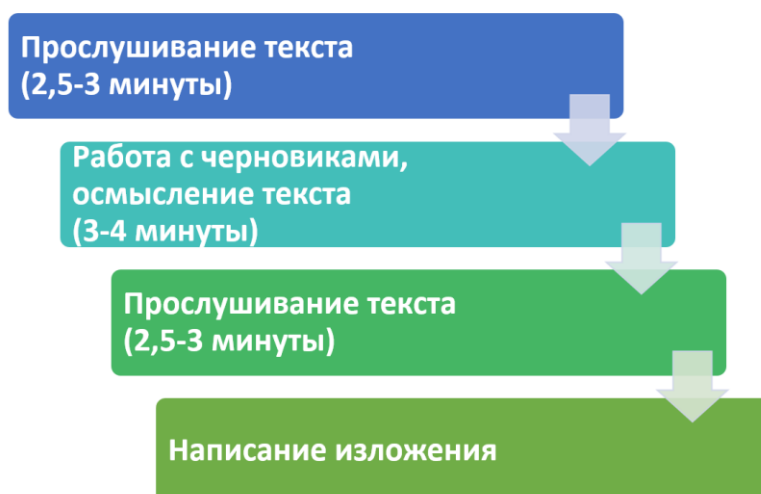 Прослушивание текста
(2,5-3 минуты)
Работа с черновиками,
осмысление текста
(3-4 минуты)
Прослушивание текста
(2,5-3 минуты)
Написание изложения